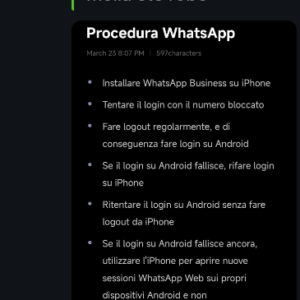 Procedura WhatsApp
March 23 8:07 PM | 597characters
• Installare WhatsApp Business su iPhone
• Tentare il login con il numero bloccato
• Fare logout regolarmente, e di
conseguenza fare login su Android
• Se il login su Android fallisce, rifare login
su iPhone
• Ritentare il login su Android senza fare
logout da iPhone
• Se il login su Android fallisce ancora,
utilizzare l'iPhone per aprire nuove
sessioni WhatsApp Web sui propri
dispositivi Android e non